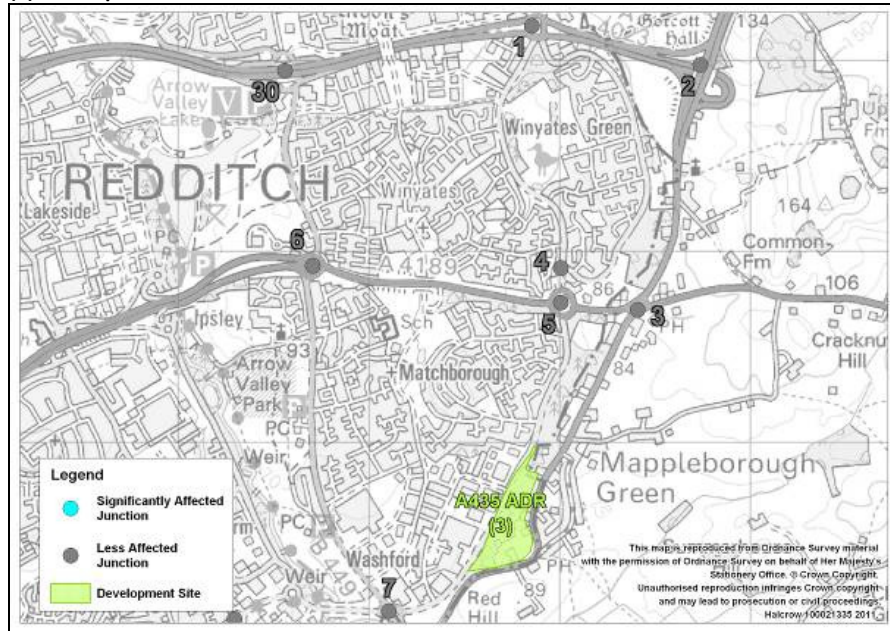 Moat
Gorcott
Hall
134
1
2
30
Arrow
Valley
Lake
Winyates Green
REDDITCH
Winyates
Lakeside
164
PC
6
P
A4189
4
Common
Fm
86
106
5
3
PH
Ipsley
Sch
93
84
Cracknut
Hill
Arrow
Valley
Park
Matchborough
PC
Weir
Mappleborough
Green
Legend
Significantly Affected
Junction
Less Affected
Junction
Development Site
A435 ADR
(3)
PC
Washford
Weir
7
PH
Red
Hill
89
This map is reproduced from Ordnance Survey material
with the permission of Ordnance Survey on behalf of Her Majesty's
Stationery Office. © Crown Copyright.
Unauthorised reproduction infringes Crown copyright
and may lead to prosecution or civil proceedings.
Halcrow 100021335 2011